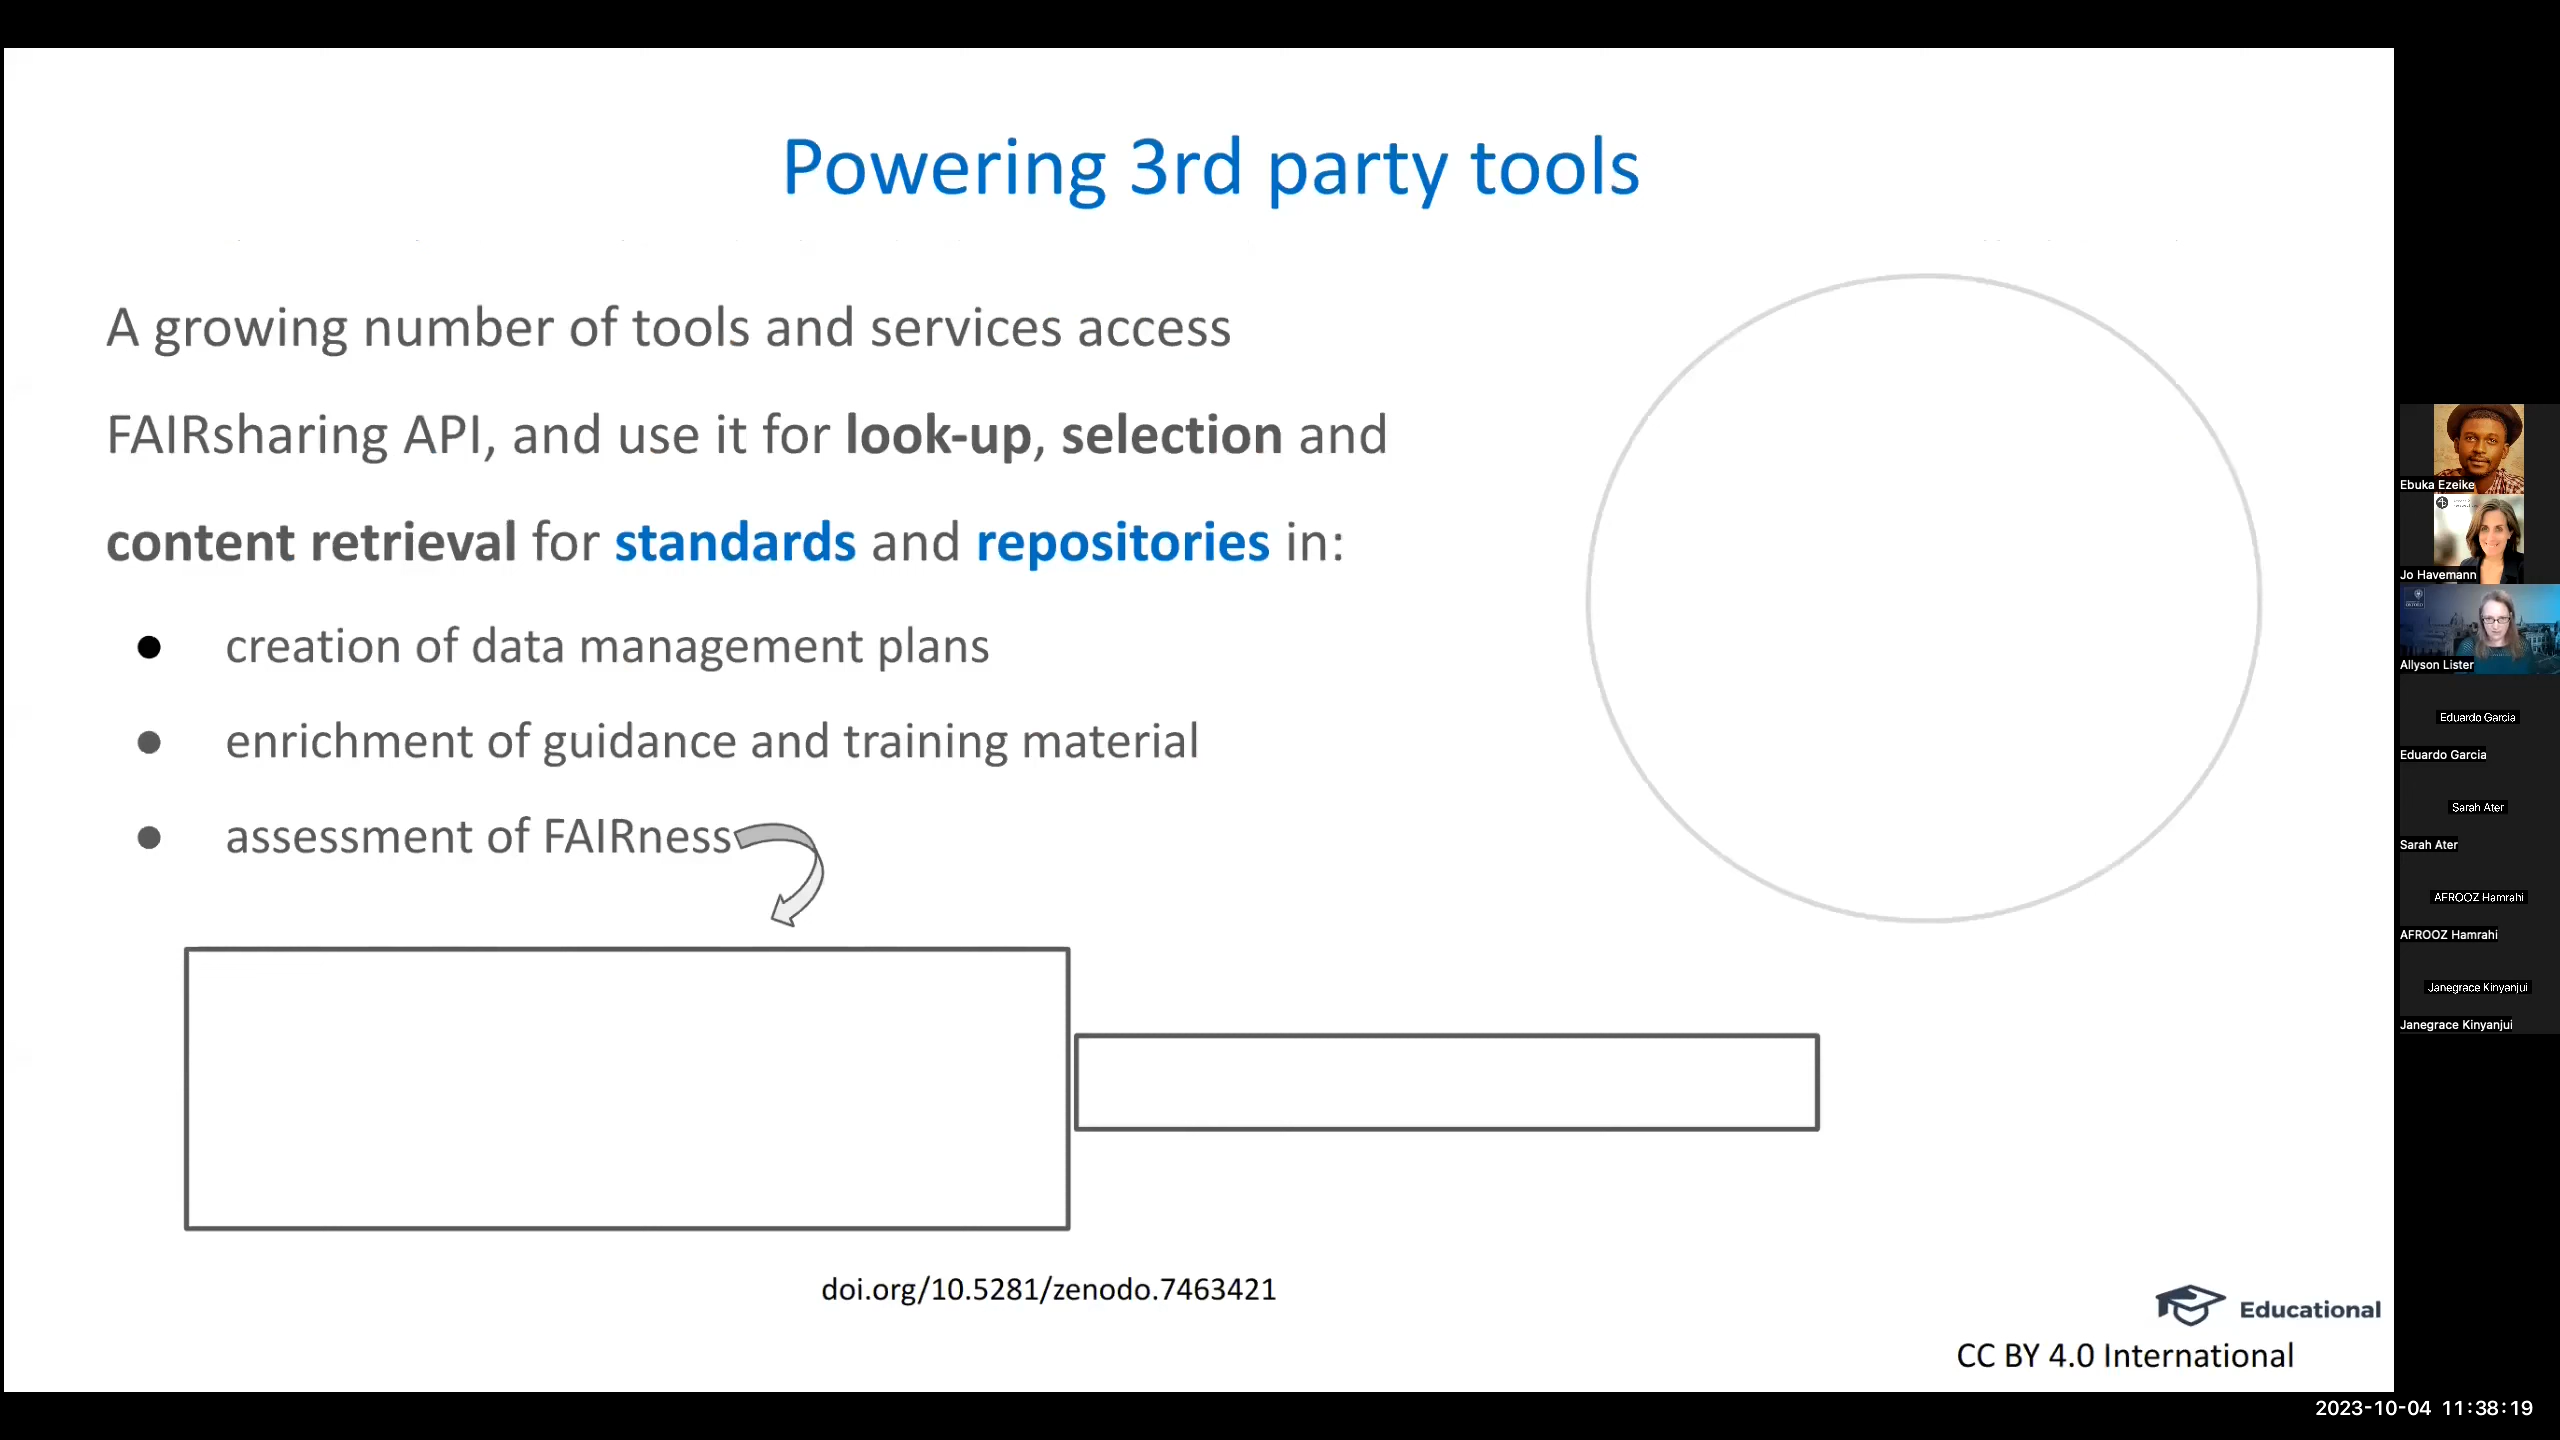 Powering 3rd party tools
A growing number of tools and services access
FAIRsharing API, and use it for look-up, selection and
content retrieval for standards and repositories in:
● creation of data management plans
● enrichment of guidance and training material
● assessment of FAIRness
doi.org/10.5281/zenodo.7463421
Educational
CC BY 4.0 International
Ebuka Ezeike
Jo Havemann
Allyson Lister
Eduardo Garcia
Eduardo Garcia
Sarah Ater
Sarah Ater
AFROOZ Hamrahi
AFROOZ Hamrahi
Janegrace Kinyanjui
Janegrace Kinyanjui
2023-10-04 11:38:19